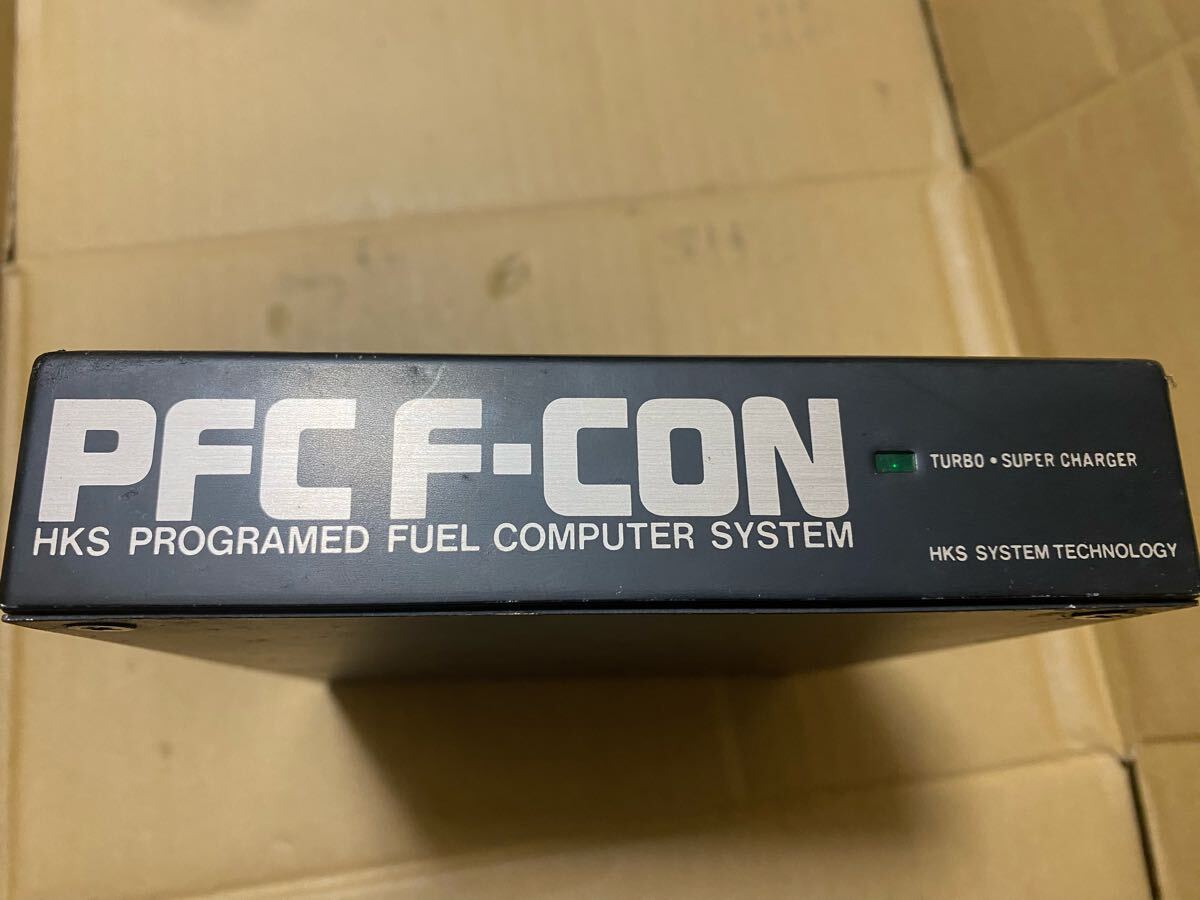 PFC F-CON
HKS PROGRAMED FUEL COMPUTER SYSTEM
TURBO • SUPER CHARGER
HKS SYSTEM TECHNOLOGY